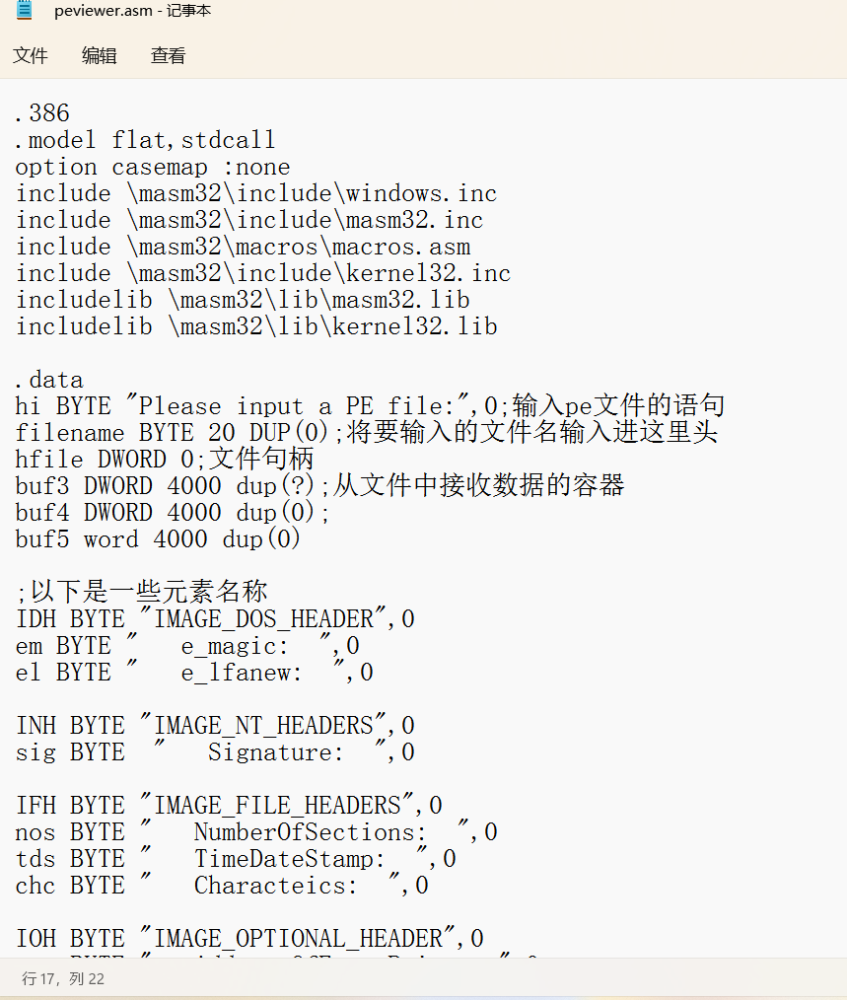 peviewer.asm - 记事本
文件 编辑 查看
.386
.model flat,stdcall
option casemap :none
include \masm32\include\windows.inc
include \masm32\include\masm32.inc
include \masm32\macros\macros.asm
include \masm32\include\kernel32.inc
includelib \masm32\lib\masm32.lib
includelib \masm32\lib\kernel32.lib
.data
hi BYTE "Please input a PE file:",0;输入pe文件的语句
filename BYTE 20 DUP(0);将要输入的文件名输入进这里头
hfile DWORD 0;文件句柄
buf3 DWORD 4000 dup(?);从文件中接收数据的容器
buf4 DWORD 4000 dup(0);
buf5 word 4000 dup(0)
;以下是一些元素名称
IDH BYTE "IMAGE_DOS_HEADER",0
em BYTE "   e_magic:  ",0
el BYTE "   e_lfanew:  ",0
INH BYTE "IMAGE_NT_HEADERS",0
sig BYTE  "   Signature:  ",0
IFH BYTE "IMAGE_FILE_HEADERS",0
nos BYTE "   NumberOfSections:  ",0
tds BYTE "   TimeDateStamp:  ",0
chc BYTE "   Characteics:  ",0
IOH BYTE "IMAGE_OPTIONAL_HEADER",0
行 17，列 22